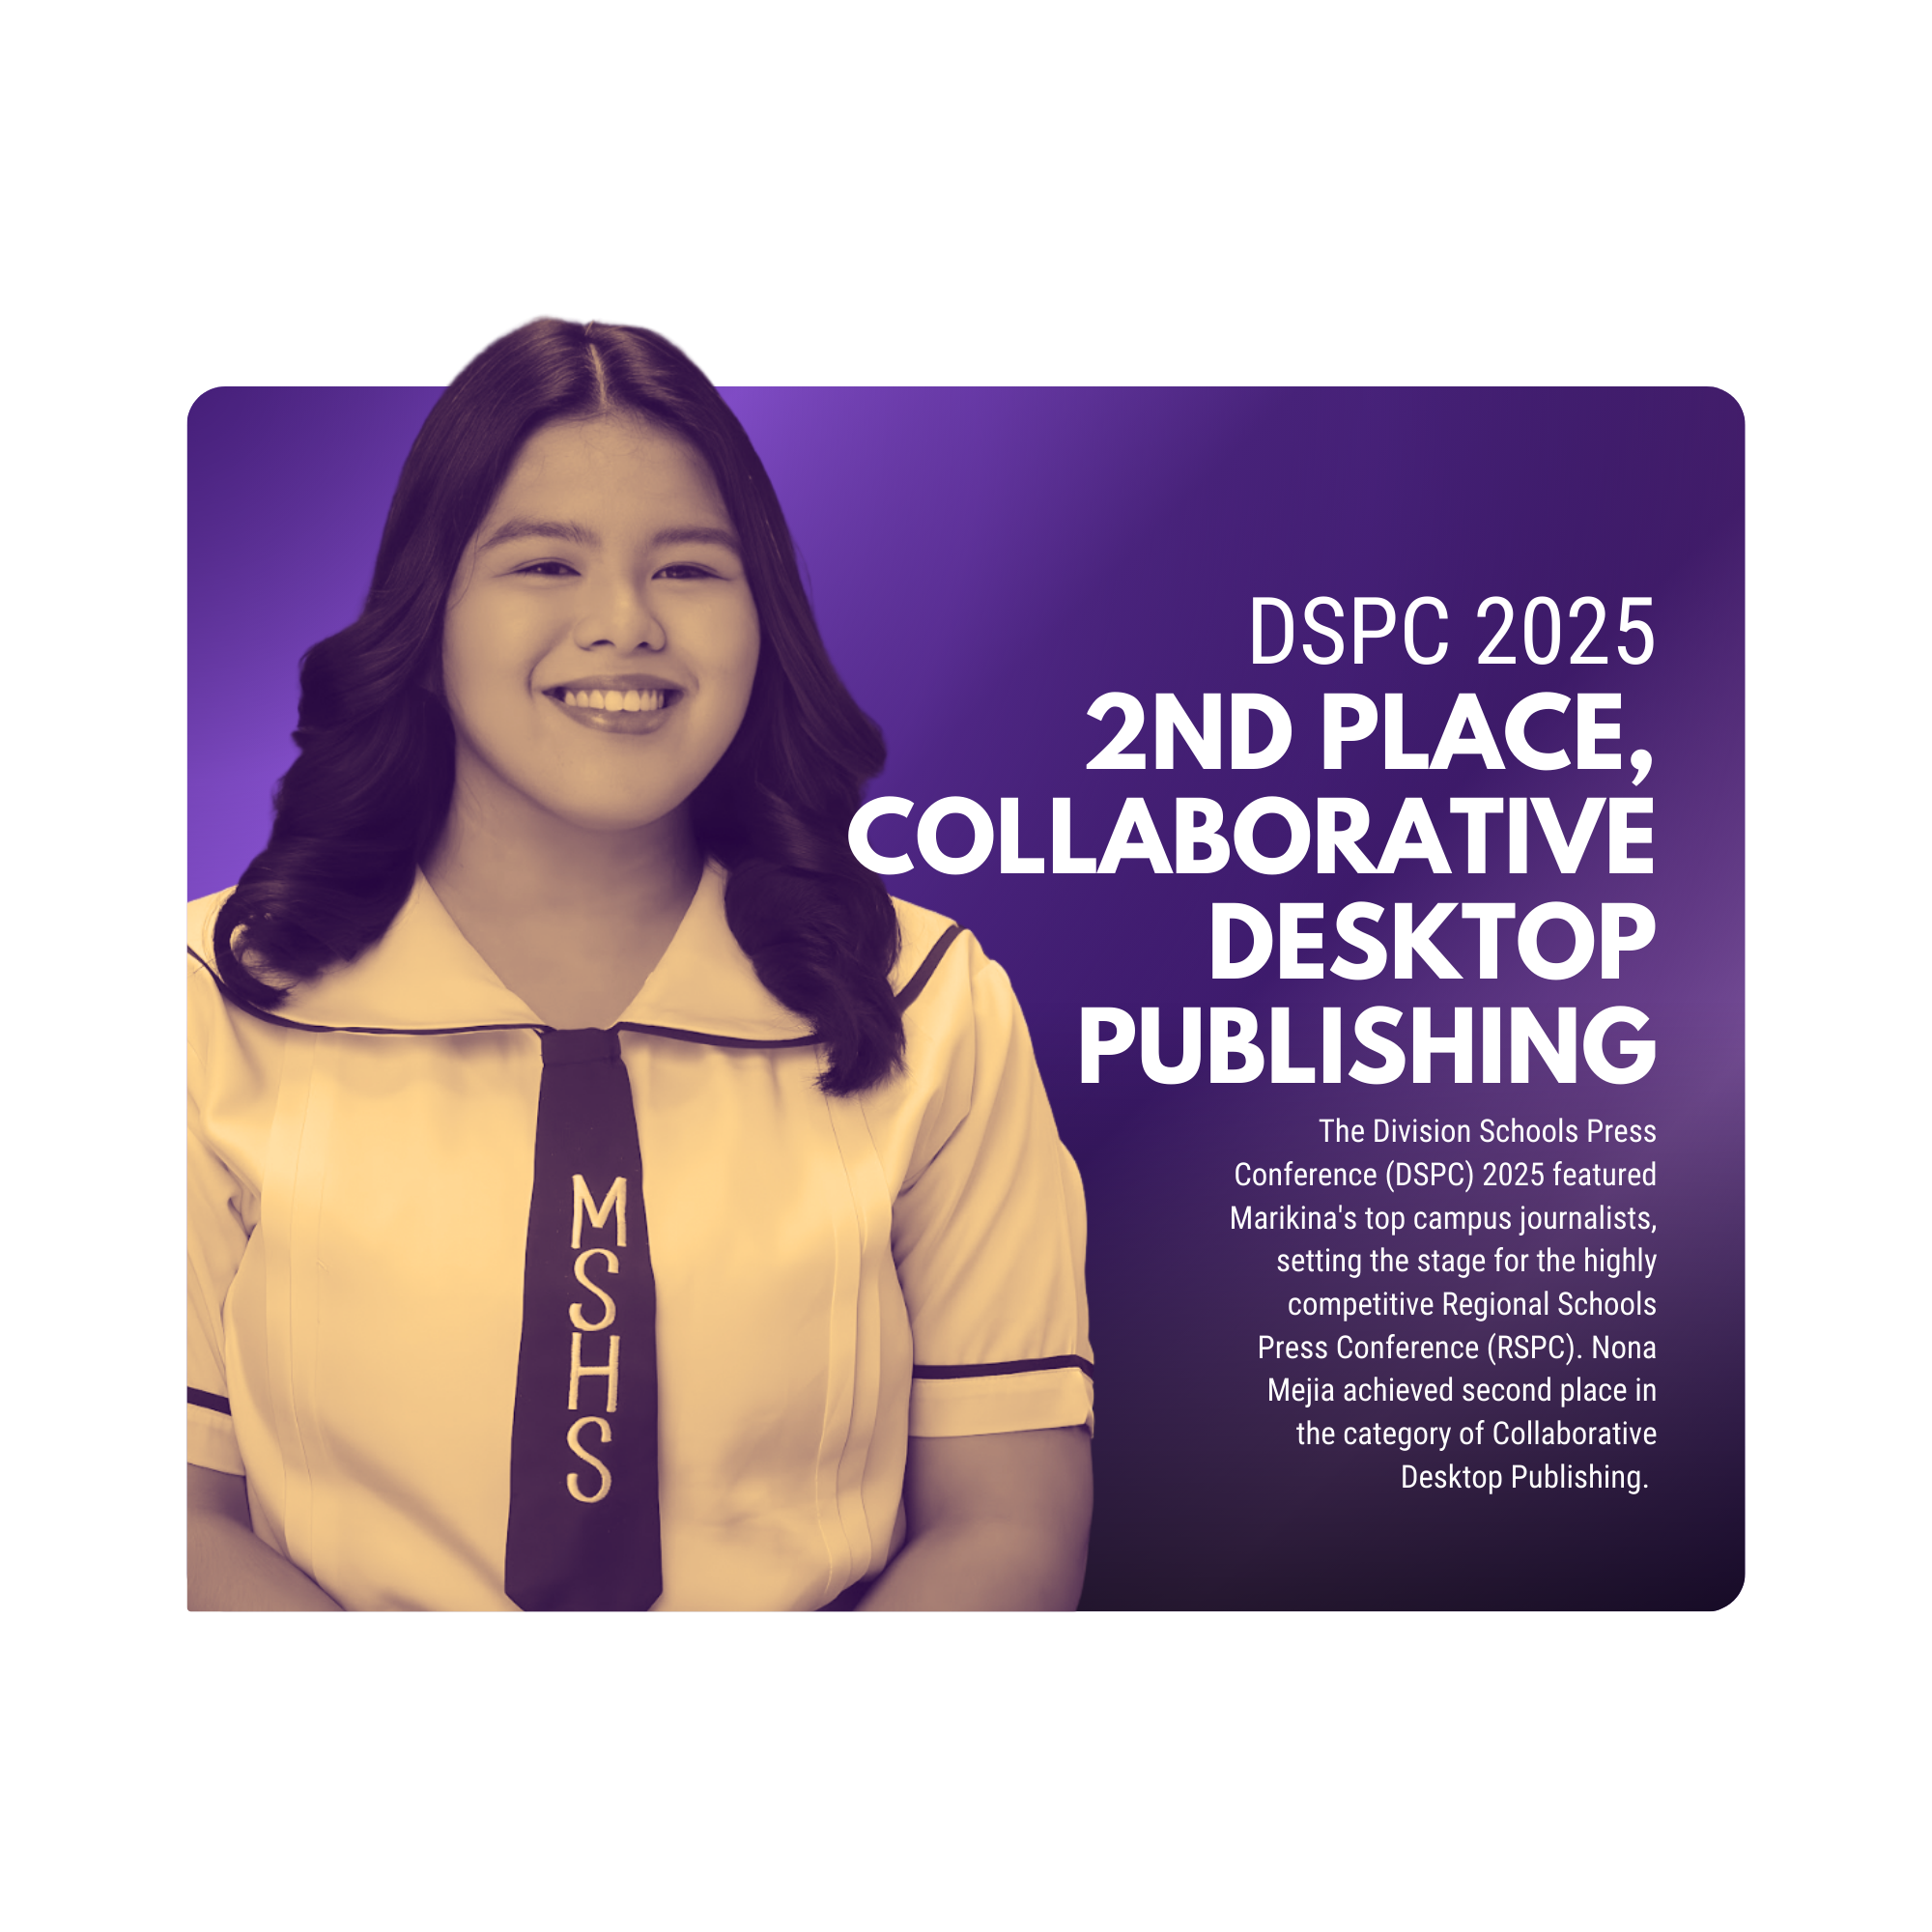 DSPC 2025
2ND PLACE,
COLLABORATIVE
DESKTOP
PUBLISHING
The Division Schools Press
Conference (DSPC) 2025 featured
Marikina's top campus journalists,
setting the stage for the highly
competitive Regional Schools
Press Conference (RSPC). Nona
Mejia achieved second place in
the category of Collaborative
Desktop Publishing.
M
S
H
S